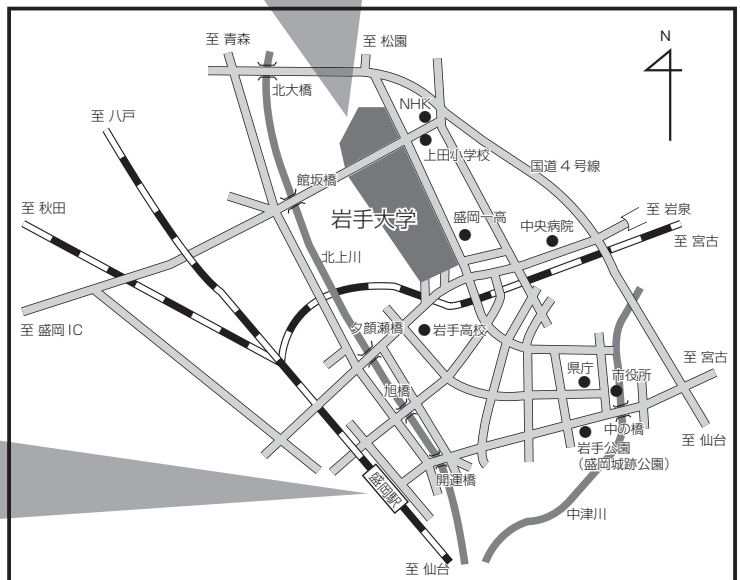 至 青森
至 松園
N
北大橋
NHK
至 八戸
上田小学校
国道4号線
館坂橋
至 秋田
岩手大学
盛岡一高
中央病院
至 岩泉
至 宮古
北上川
至 盛岡IC
夕顔瀬橋
岩手高校
県庁
市役所
至 宮古
旭橋
中の橋
至 仙台
岩手公園
(盛岡城跡公園)
開運橋
盛岡駅
中津川
至 仙台